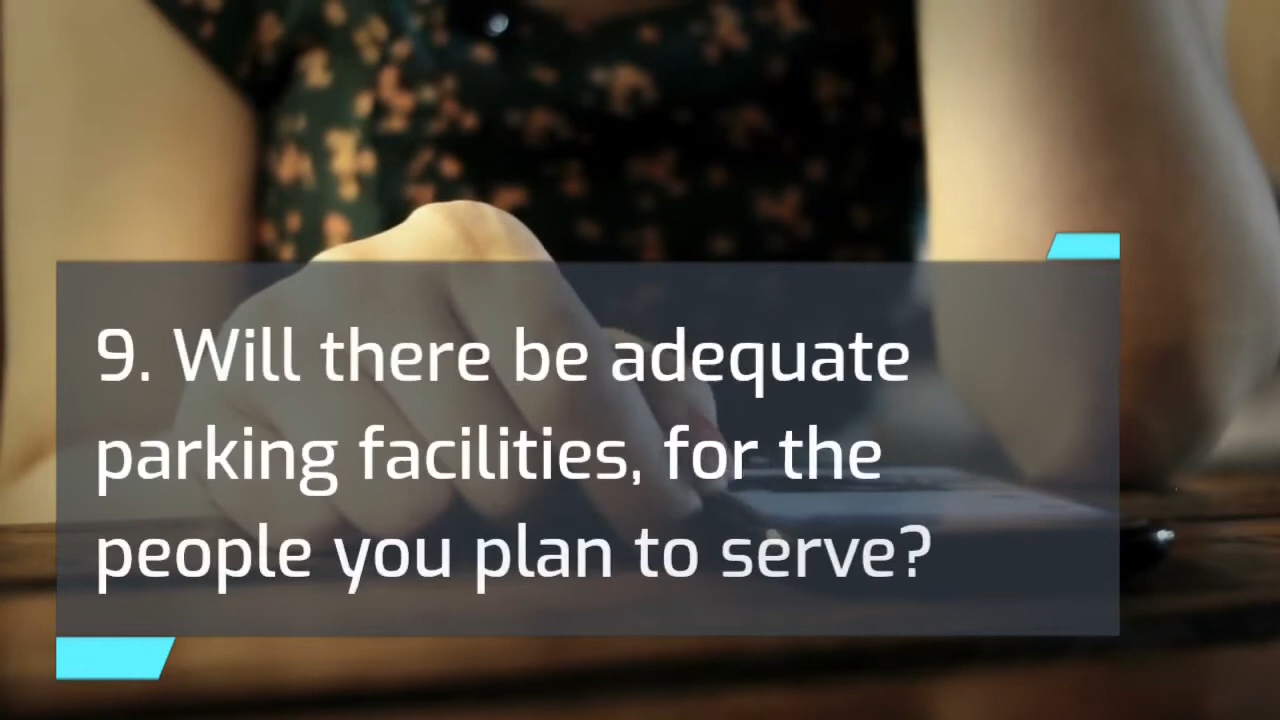 9. Will there be adequate
parking facilities, for the
people you plan to serve?